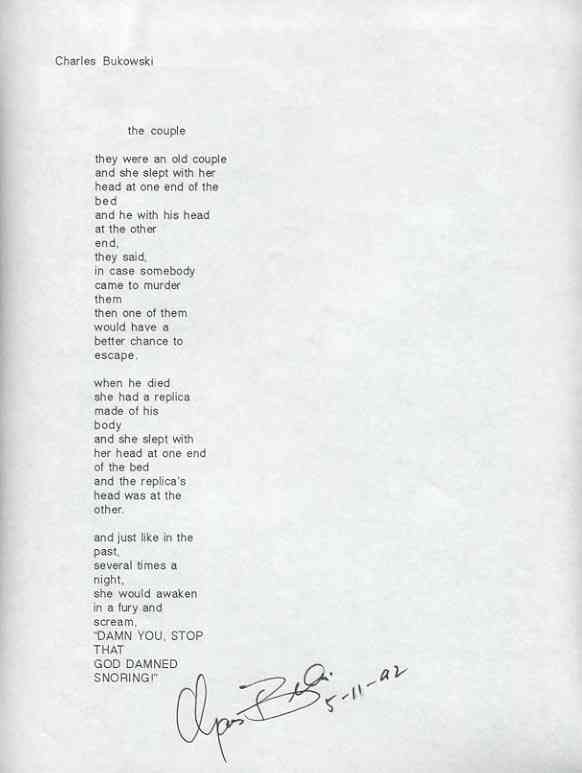 Charles Bukowski
the couple
they were an old couple
and she slept with her
head at one end of the
bed
and he with his head
at the other
end,
they said,
in case somebody
came to murder
them
then one of them
would have a
better chance to
escape.
when he died
she had a replica
made of his
body
and she slept with
her head at one end
of the bed
and the replica's
head was at the
other.
and just like in the
past,
several times a
night,
she would awaken
in a fury and
scream,
"DAMN YOU, STOP
THAT
GOD DAMNED
SNORING!"
5-11-92